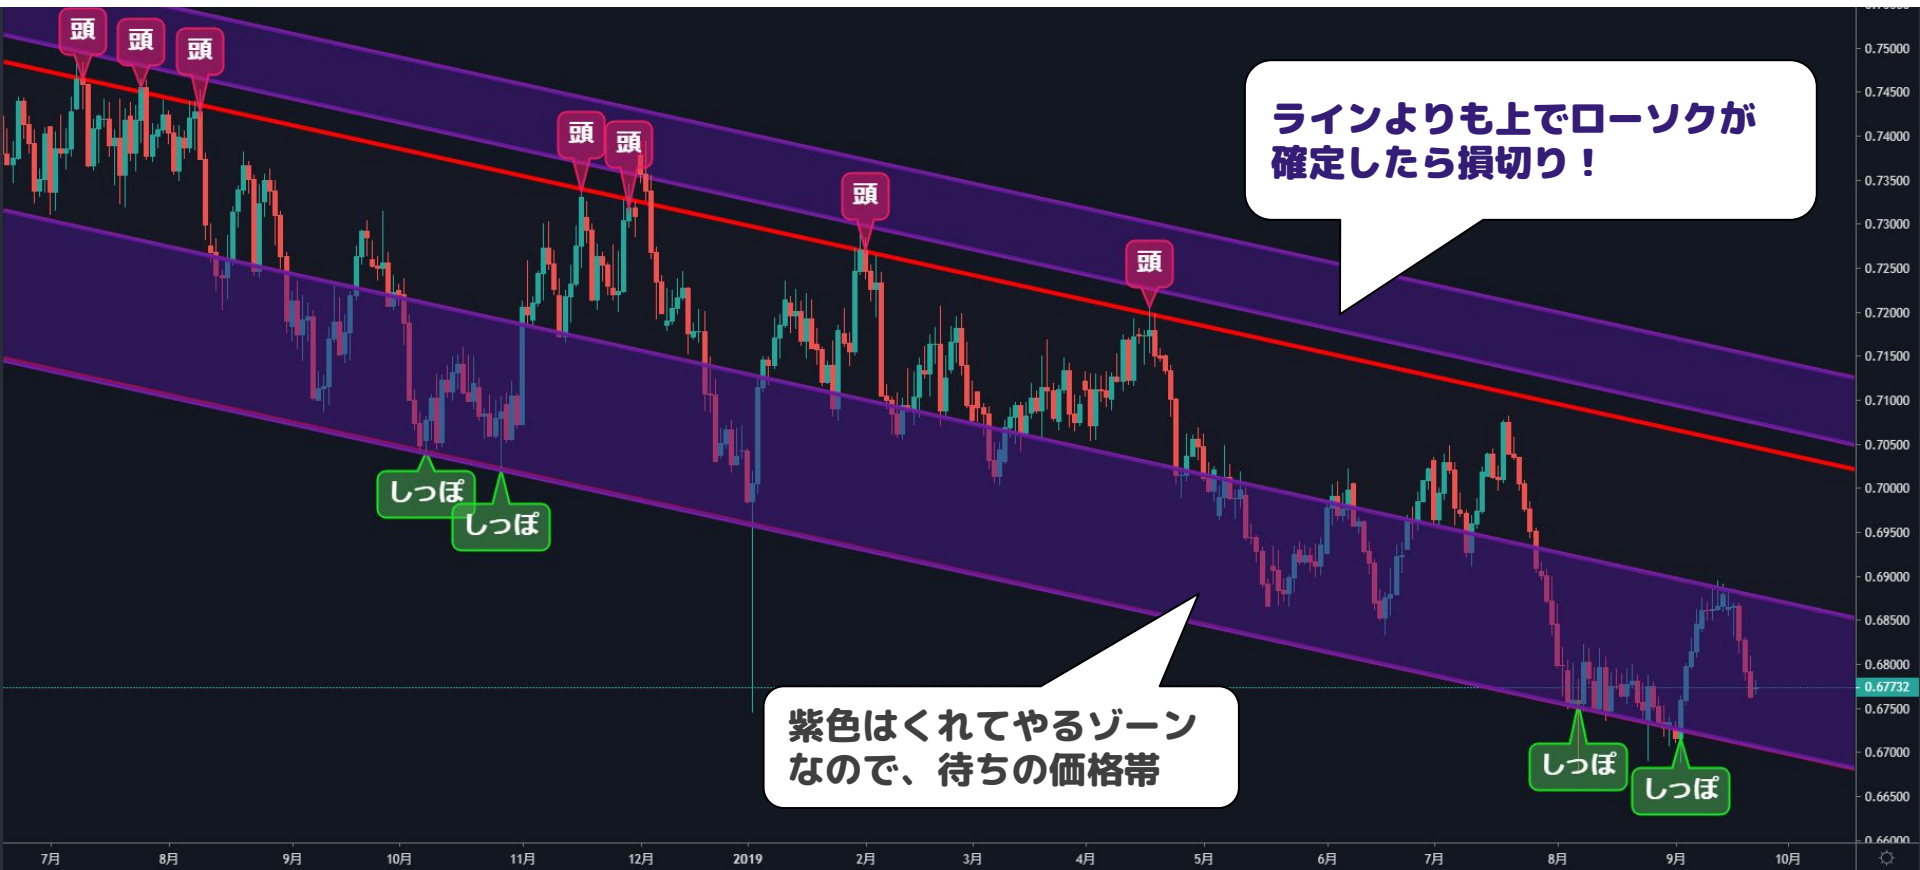 頭
頭
頭
頭
頭
頭
頭
ラインよりも上でローソクが
確定したら損切り！
しっぽ
しっぽ
紫色はくれてやるゾーン
なので、待ちの価格帯
しっぽ
しっぽ
0.75000
0.74500
0.74000
0.73500
0.73000
0.72500
0.72000
0.71500
0.71000
0.70500
0.70000
0.69500
0.69000
0.68500
0.68000
0.67732
0.67500
0.67000
0.66500
0.66000
7月 8月 9月 10月 11月 12月 2019 2月 3月 4月 5月 6月 7月 8月 9月 10月